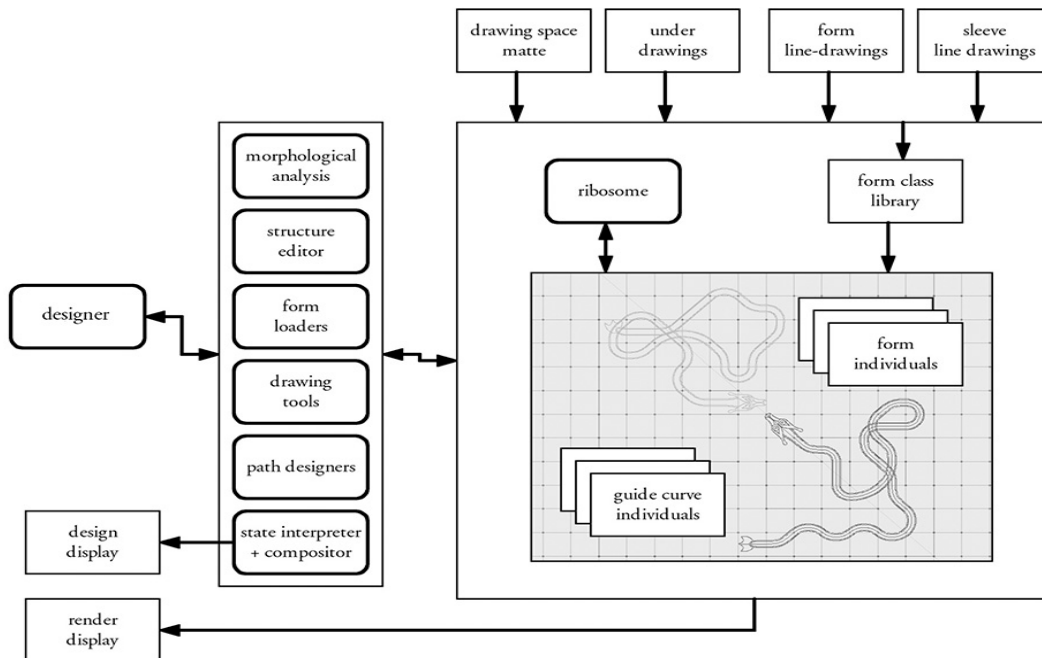 drawing space
matte
under
drawings
form
line-drawings
sleeve
line drawings
morphological
analysis
structure
editor
form
loaders
drawing
tools
path designers
state interpreter
+ compositor
designer
design
display
render
display
ribosome
form class
library
form
individuals
guide curve
individuals